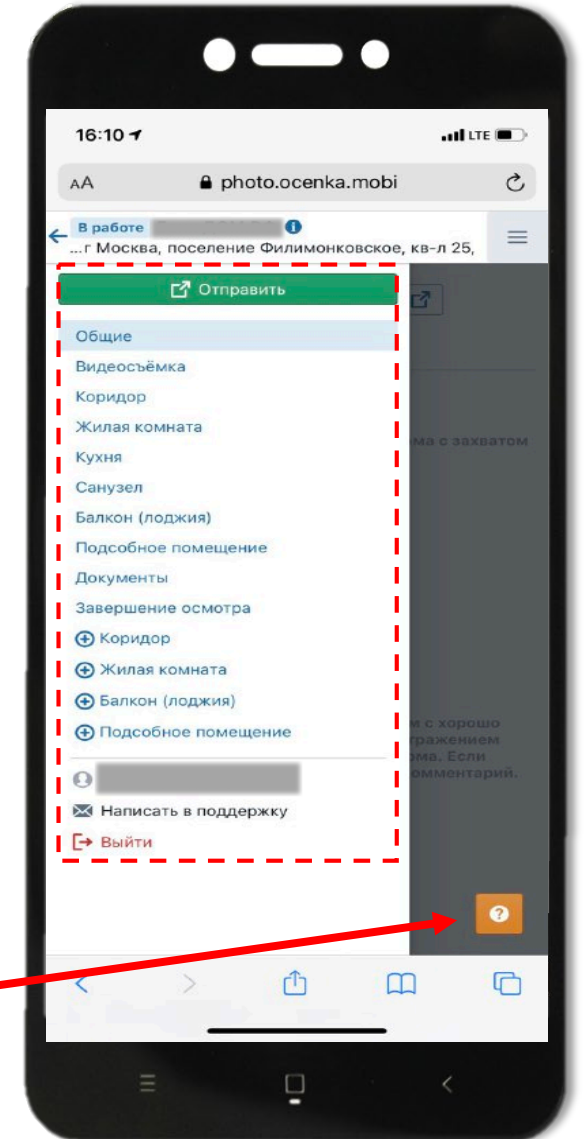 16:10
LTE
AA
photo.ocenka.mobi
В работе
...г Москва, поселение Филимонковское, кв-л 25,
Отправить
Общие
Видеосъёмка
Коридор
Жилая комната
ма с захватом
Кухня
Санузел
Балкон (лоджия)
Подсобное помещение
Документы
Завершение осмотра
Коридор
Жилая комната
Балкон (лоджия)
Подсобное помещение
м с хорошо
ражением
ома. Если
омментарий.
Написать в поддержку
Выйти
?